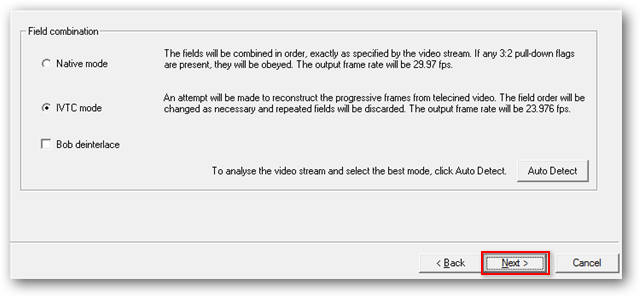 Field combination
Native mode
The fields will be combined in order, exactly as specified by the video stream. If any 3:2 pull-down flags
are present, they will be obeyed. The output frame rate will be 29.97 fps.
IVTC mode
An attempt will be made to reconstruct the progressive frames from telecined video. The field order will be
changed as necessary and repeated fields will be discarded. The output frame rate will be 23.976 fps.
Bob deinterlace
To analyse the video stream and select the best mode, click Auto Detect.
Auto Detect
< Back
Next >
Cancel